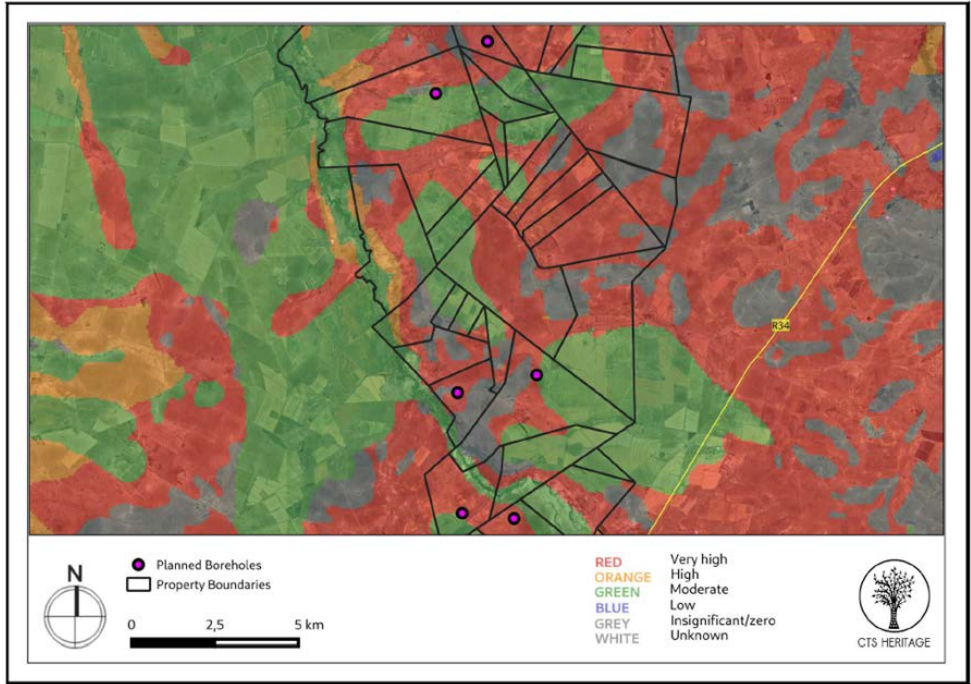 R34
N
Planned Boreholes
Property Boundaries
0 2,5 5 km
RED Very high
ORANGE High
GREEN Moderate
BLUE Low
GREY Insignificant/zero
WHITE Unknown
CTS HERITAGE